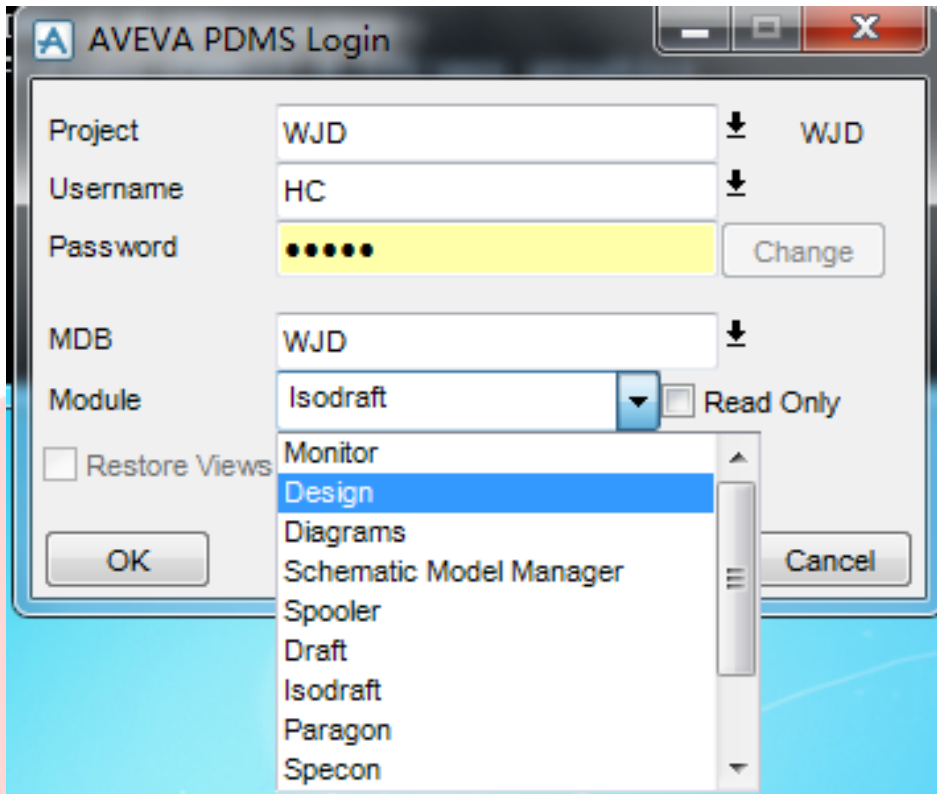 AVEVA PDMS Login
Project WJD WJD
Username HC
Password ●●●●● Change
MDB WJD
Module Isodraft Read Only
Restore Views
Monitor
Design
Diagrams
Schematic Model Manager
Spooler
Draft
Isodraft
Paragon
Specon
OK Cancel